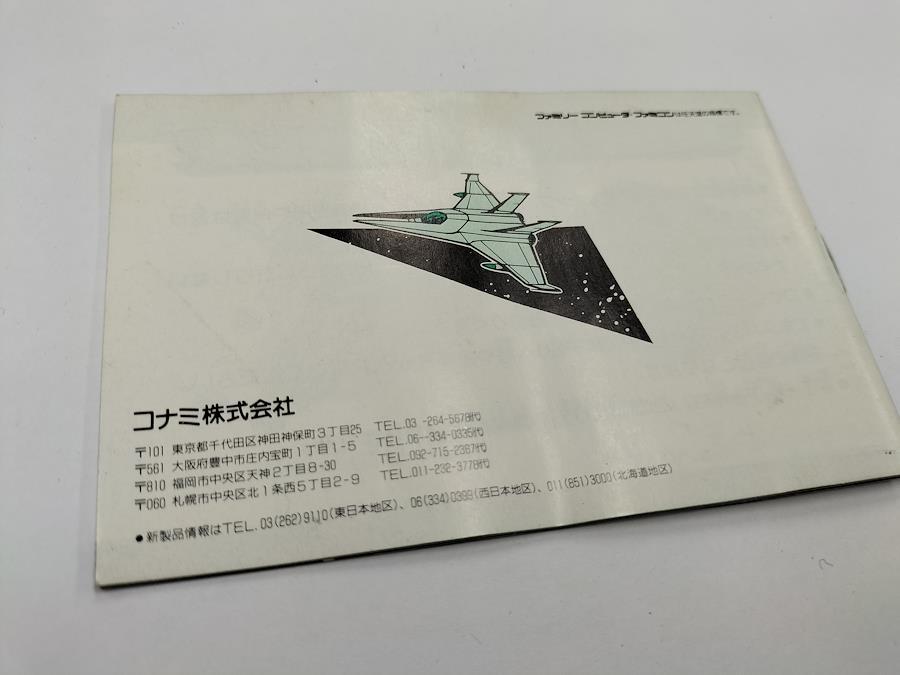 ファミリーコンピュータ・ファミコンは任天堂の商標です。
コナミ株式会社
〒101 東京都千代田区神田神保町3丁目25 TEL.03-264-5678代
〒561 大阪府豊中市庄内宝町1丁目1-5 TEL.06--334-0335代
〒810 福岡市中央区天神2丁目8-30 TEL.092-715-2367代
〒060 札幌市中央区北1条西5丁目2-9 TEL.011-232-3778代
●新製品情報はTEL.03(262)9110(東日本地区)、06(334)0399(西日本地区)、011(851)3000(北海道地区)